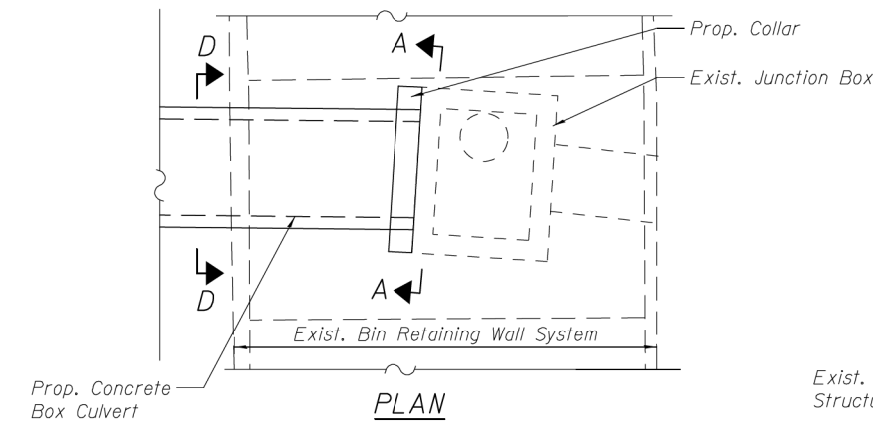 Prop. Collar
D
A
Exist. Junction Box
D
A
Exist. Bin Retaining Wall System
Prop. Concrete
Box Culvert
PLAN
Exist.